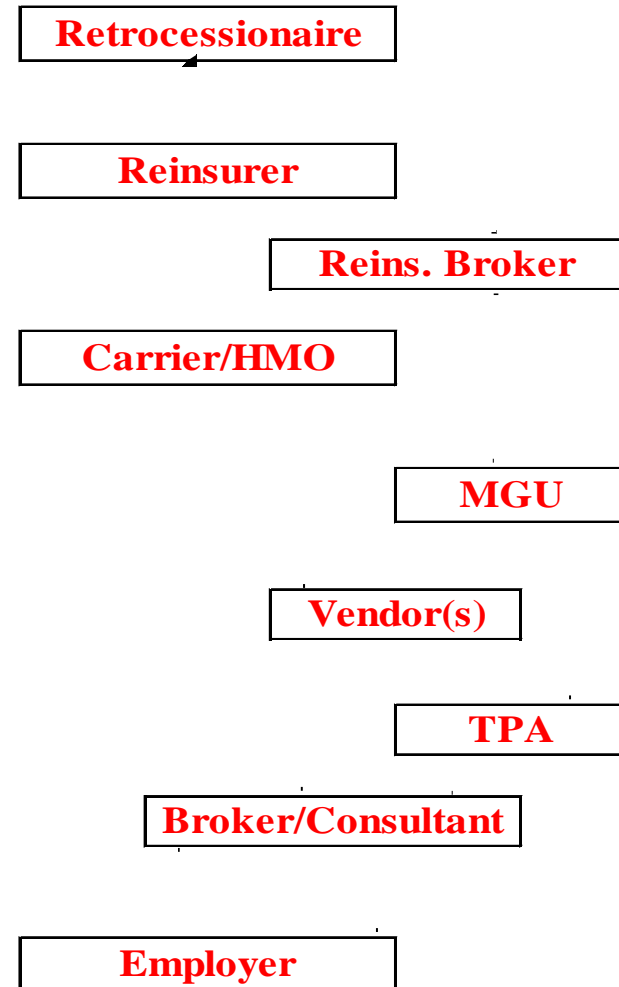 Retrocessionaire
Reinsurer
Reins. Broker
Carrier/HMO
MGU
Vendor(s)
TPA
Broker/Consultant
Employer